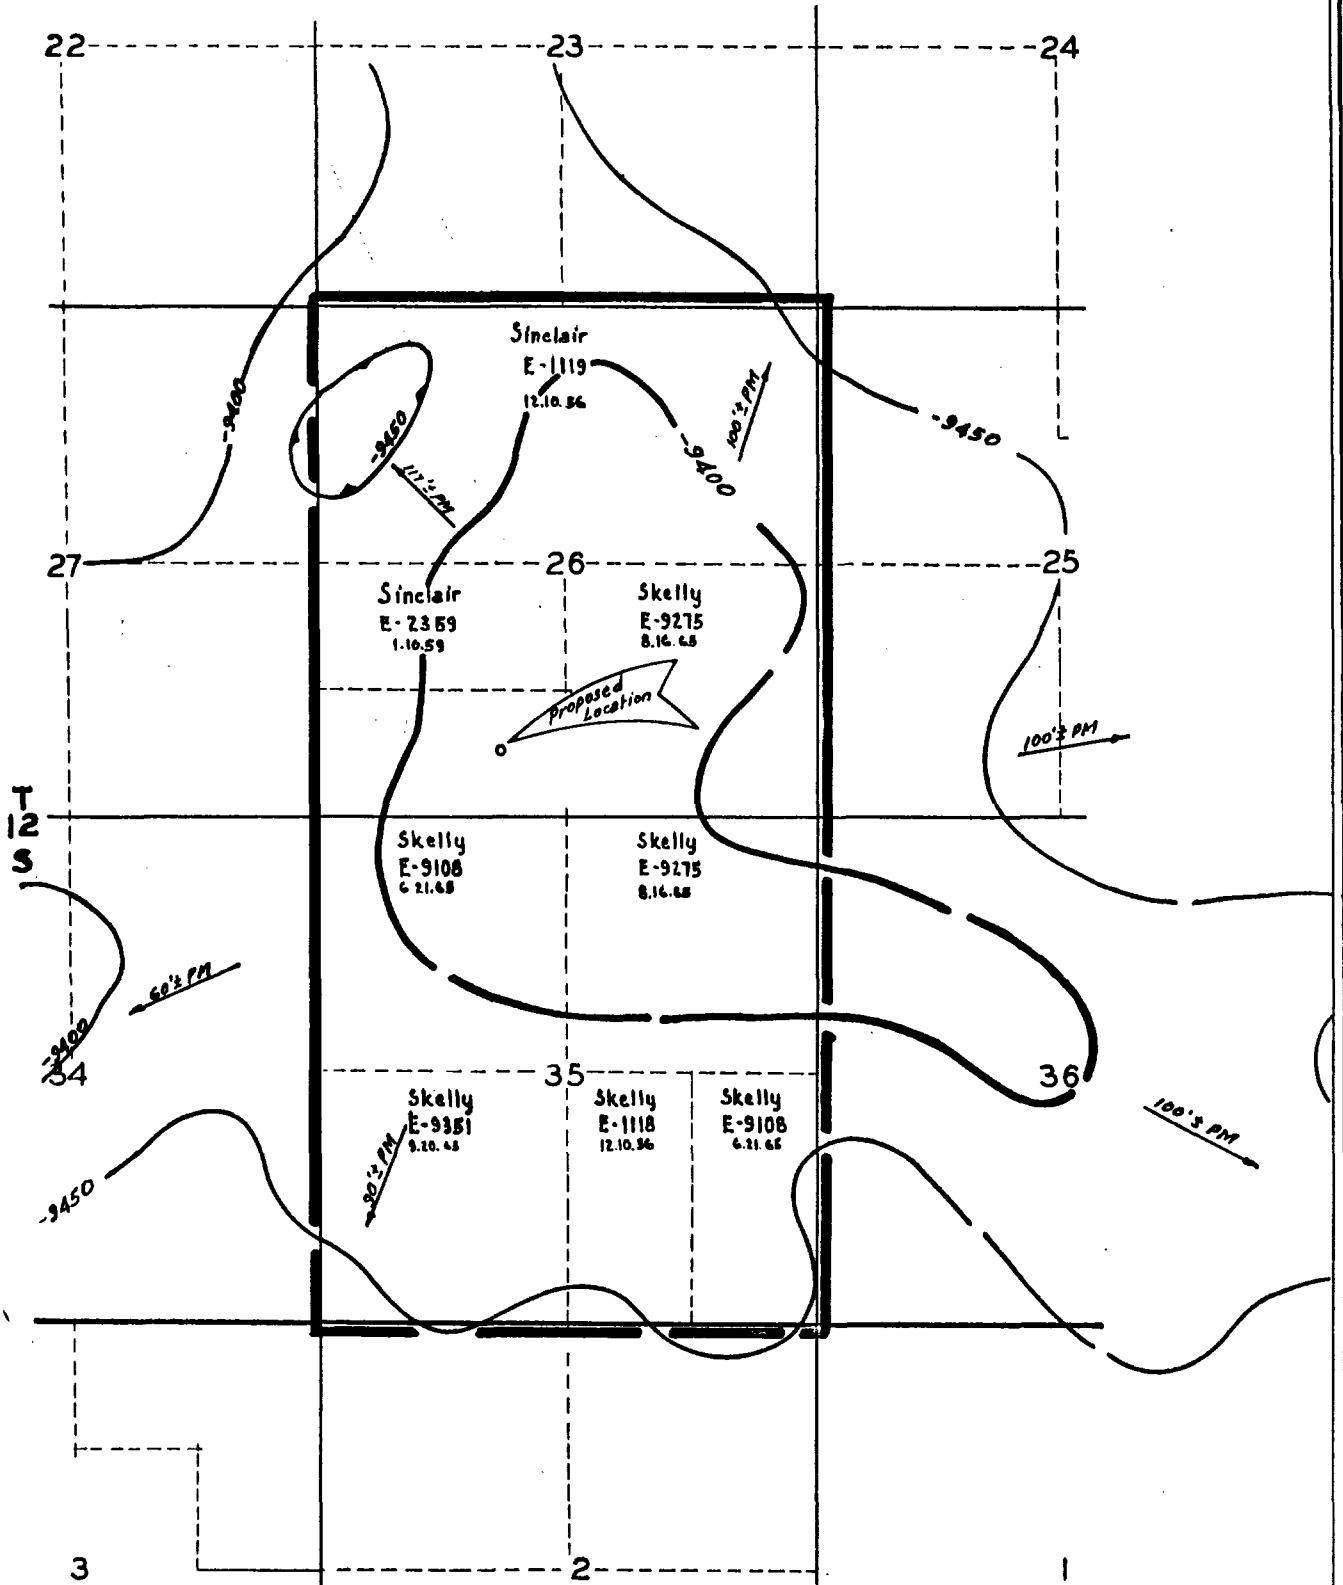 22
23
24
Sinclair
E-1119
12.10.56
-9400
100'± PM
-9450
-9450
-9400
117'± PM
27
26
25
Sinclair
E-2359
1.10.59
Skelly
E-9275
8.16.65
Proposed
Location
100'± PM
T
12
S
Skelly
E-9108
6.21.65
Skelly
E-9275
8.16.65
60'± PM
-9400
34
35
36
Skelly
E-9351
9.20.65
Skelly
E-1118
12.10.56
Skelly
E-9108
6.21.65
100'± PM
90'± PM
-9450
3
2
1